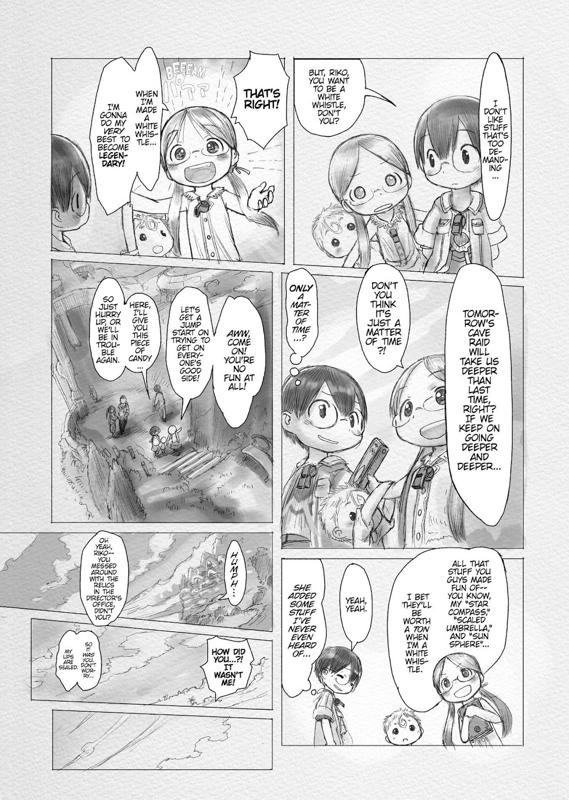 I
DON'T
LIKE
STUFF
THAT'S
TOO
DE-
MAND-
ING
...
BUT, RIKO,
YOU WANT
TO BE A
WHITE
WHISTLE,
DON'T
YOU?
THAT'S
RIGHT!
BEEEAM
WHEN
I'M
MADE A
WHITE
WHIS-
TLE...
I'M
GONNA
DO MY
VERY
BEST TO
BECOME
LEGEN-
DARY!
TOMOR-
ROW'S
CAVE
RAID
WILL
TAKE US
DEEPER
THAN
LAST
TIME,
RIGHT?
IF WE
KEEP ON
GOING
DEEPER
AND
DEEPER...
DON'T
YOU
THINK
IT'S
JUST A
MATTER
OF TIME
?!
ONLY
A
MAT-
TER
OF TIME
...?
AWW,
COME
ON!
YOU'RE
NO
FUN AT
ALL!
LET'S
GET A
JUMP
START ON
TRYING TO
GET ON
EVERY-
ONE'S
GOOD
SIDE!
HERE,
I'LL
GIVE
YOU
THIS
PIECE
OF
CANDY
...
SO
JUST
HURRY
UP, OR
WE'LL
BE IN
TROU-
BLE
AGAIN.
ALL THAT
STUFF YOU
GUYS MADE
FUN OF--
YOU KNOW,
MY "STAR
COMPASS,"
"SCALED
UMBRELLA,"
AND "SUN
SPHERE"...
I BET
THEY'LL
BE
WORTH
A TON
WHEN
I'M A
WHITE
WHIS-
TLE.
YEAH,
YEAH.
SHE
ADDED
SOME
STUFF
I'VE
NEVER
EVEN
HEARD
OF...
HUMPH...
OH
YEAH,
RIKO--
YOU
MESSED
AROUND
WITH THE
RELICS
IN THE
DIRECTOR'S
OFFICE,
DIDN'T
YOU?
HOW DID
YOU...?!
IT
WASN'T
ME!
SO
IT WAS
YOU. DON'T
WOR-
RY...
MY
LIPS
ARE
SEALED.